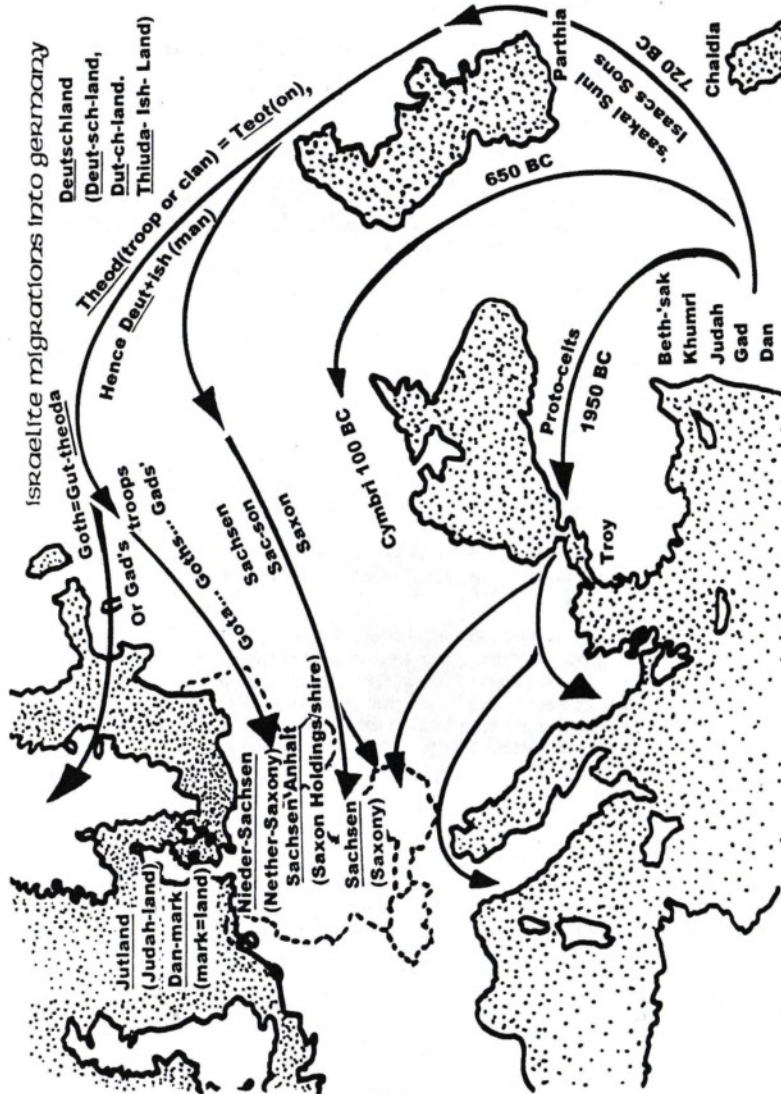 Israelite migrations into germany
Deutschland
(Deut-sch-land,
Dut-ch-land.
Thiuda- Ish- Land)
Theod(troop or clan) = Teot(on),
Hence Deut+ish (man)
Goth=Gut-theoda
Or Gad's troops
Gota... Goths... Gads'
Sachsen
Sac-son
Saxon
Jutland
(Judah-land)
Dan-mark
(mark=land)
Nieder-Sachsen
(Nether-Saxony)
Sachsen Anhalt
(Saxon Holdings/shire)
Sachsen
(Saxony)
Parthia
720 BC
Isaacs Sons
'saakai Suni
Chaldia
650 BC
Cymbri 100 BC
Proto-celts
1950 BC
Troy
Beth-'sak
Khumri
Judah
Gad
Dan